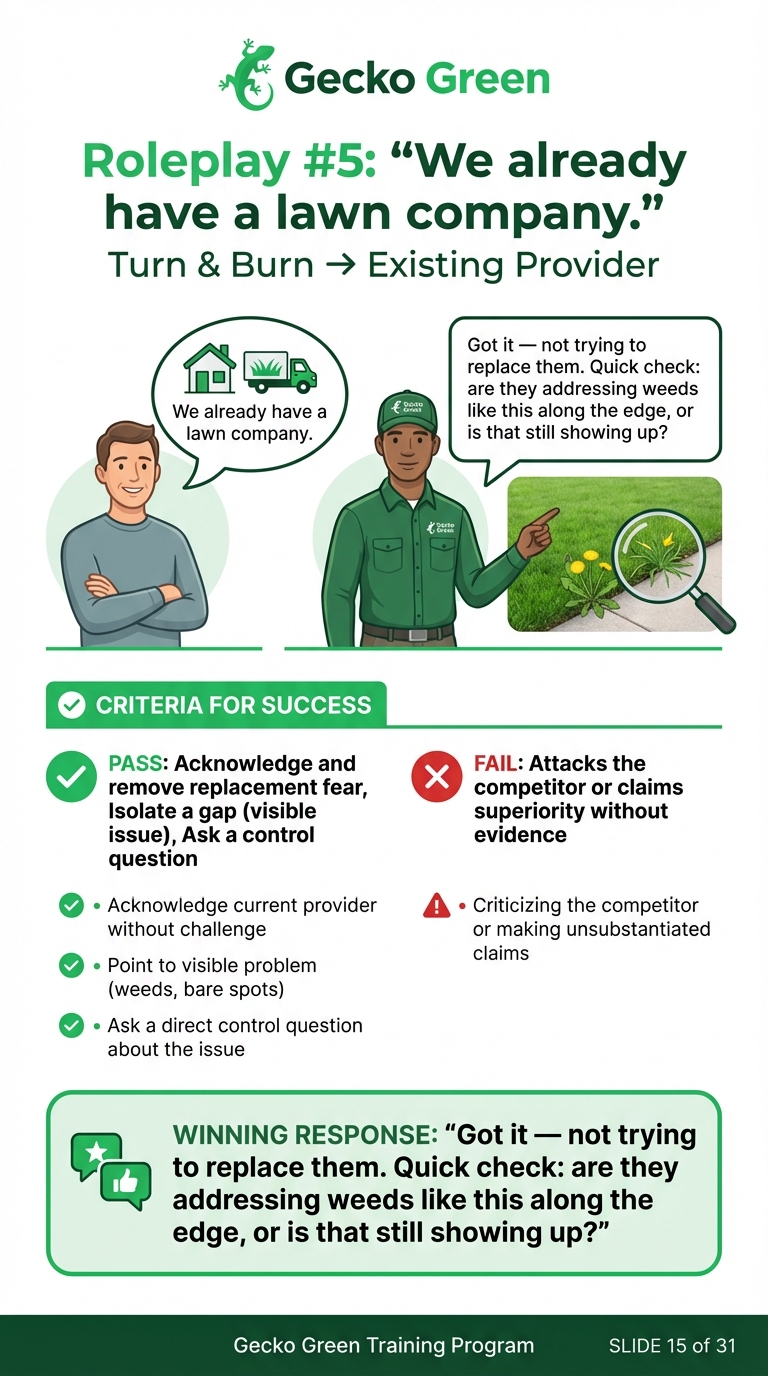 Gecko Green
Roleplay #5: “We already
have a lawn company.”
Turn & Burn → Existing Provider
We already have a
lawn company.
Got it — not trying to
replace them. Quick check:
are they addressing weeds
like this along the edge, or
is that still showing up?
Gecko
Green
Gecko
Green
CRITERIA FOR SUCCESS
PASS: Acknowledge and
remove replacement fear,
Isolate a gap (visible
issue), Ask a control
question
• Acknowledge current provider
without challenge
• Point to visible problem
(weeds, bare spots)
• Ask a direct control question
about the issue
FAIL: Attacks the
competitor or claims
superiority without
evidence
• Criticizing the competitor
or making unsubstantiated
claims
WINNING RESPONSE: “Got it — not trying
to replace them. Quick check: are they
addressing weeds like this along the
edge, or is that still showing up?”
Gecko Green Training Program
SLIDE 15 of 31